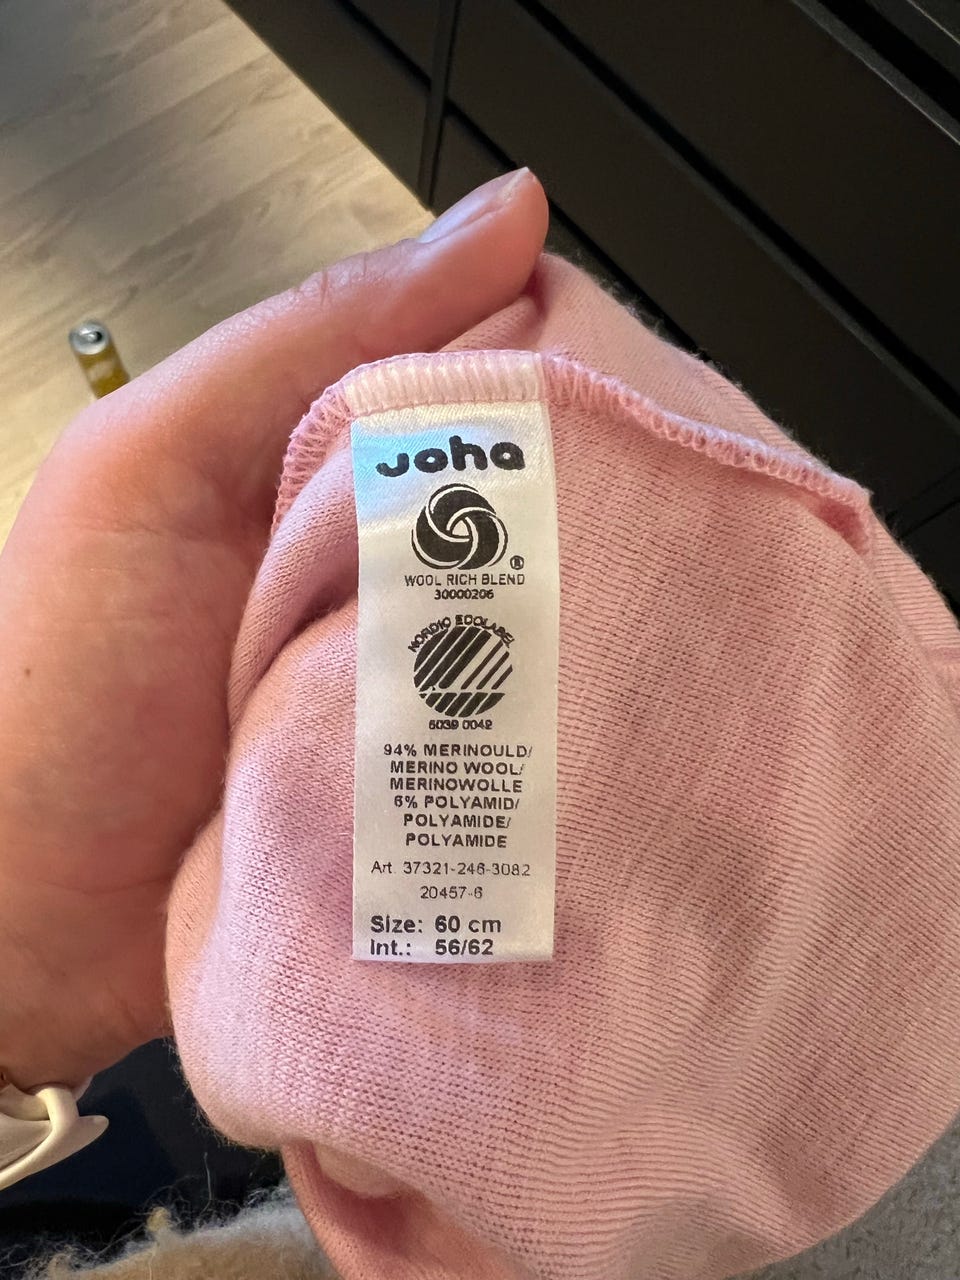 joha
®
WOOL RICH BLEND
30000206
NORDIC ECOLABEL
5039 0042
94% MERINOULD/
MERINO WOOL/
MERINOWOLLE
6% POLYAMID/
POLYAMIDE/
POLYAMIDE
Art. 37321-246-3082
20457-6
Size: 60 cm
Int.: 56/62